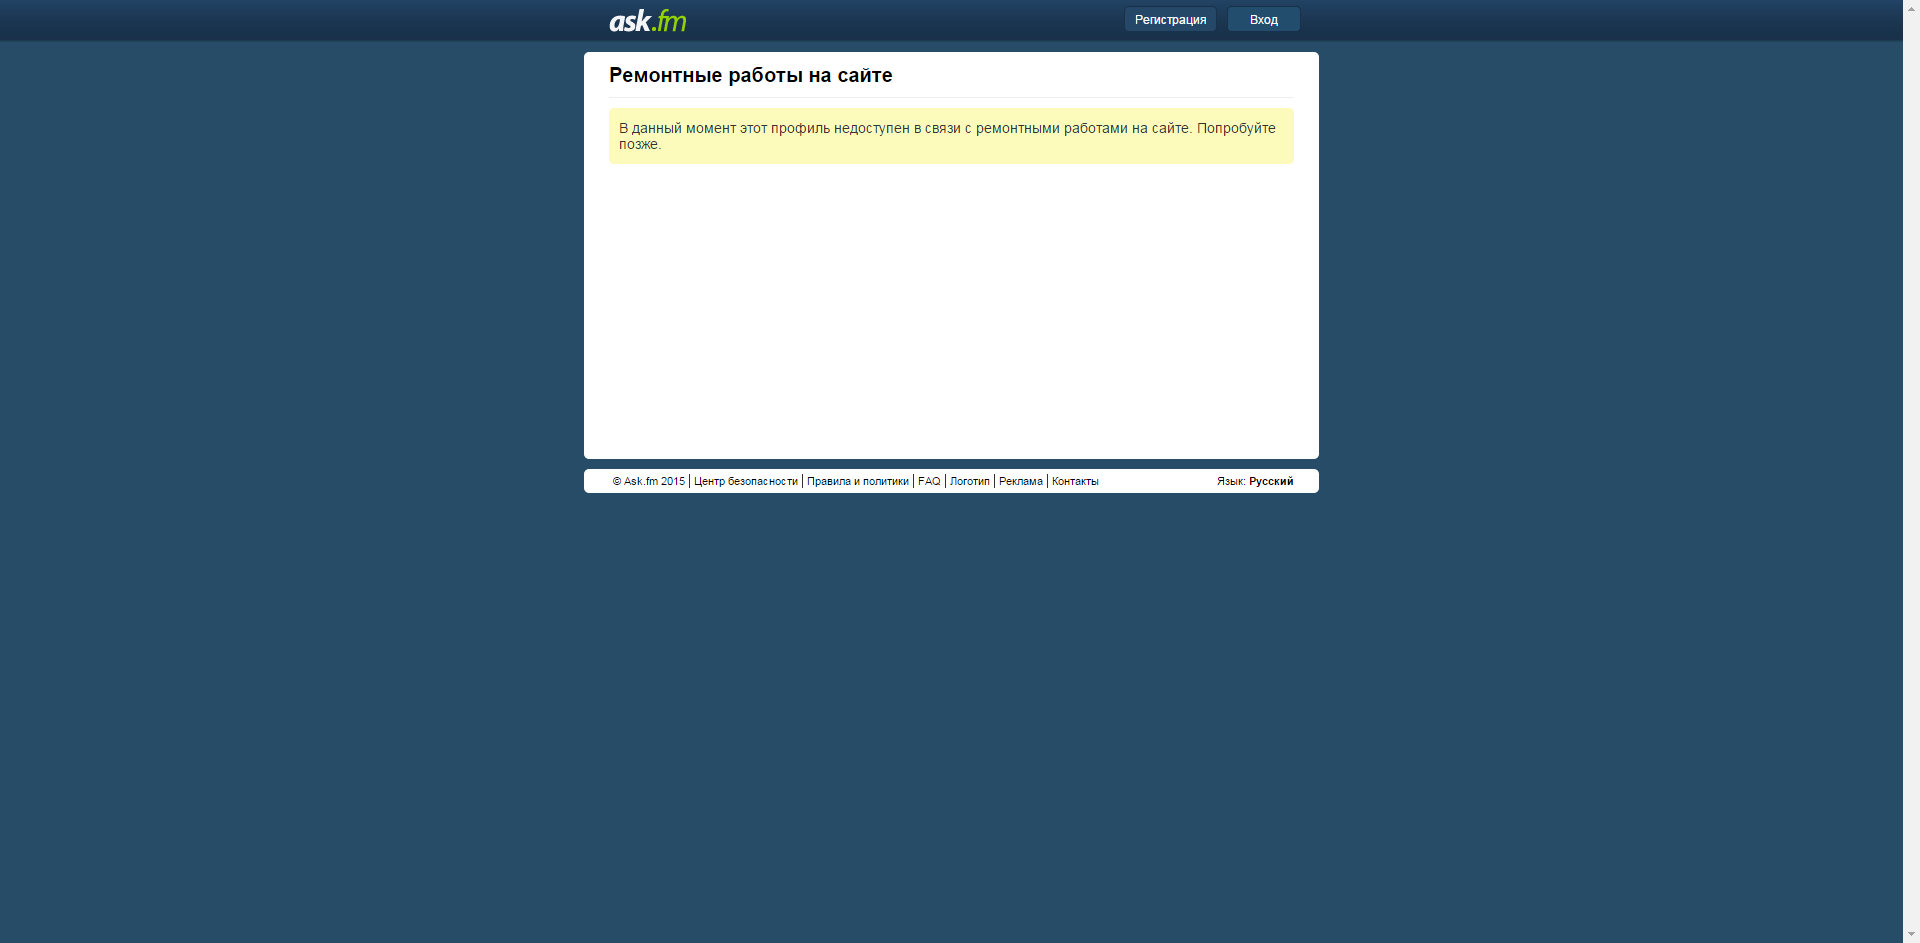 ask.fm
Регистрация
Вход
Ремонтные работы на сайте
В данный момент этот профиль недоступен в связи с ремонтными работами на сайте. Попробуйте
позже.
© Ask.fm 2015 | Центр безопасности | Правила и политики | FAQ | Логотип | Реклама | Контакты
Язык: Русский